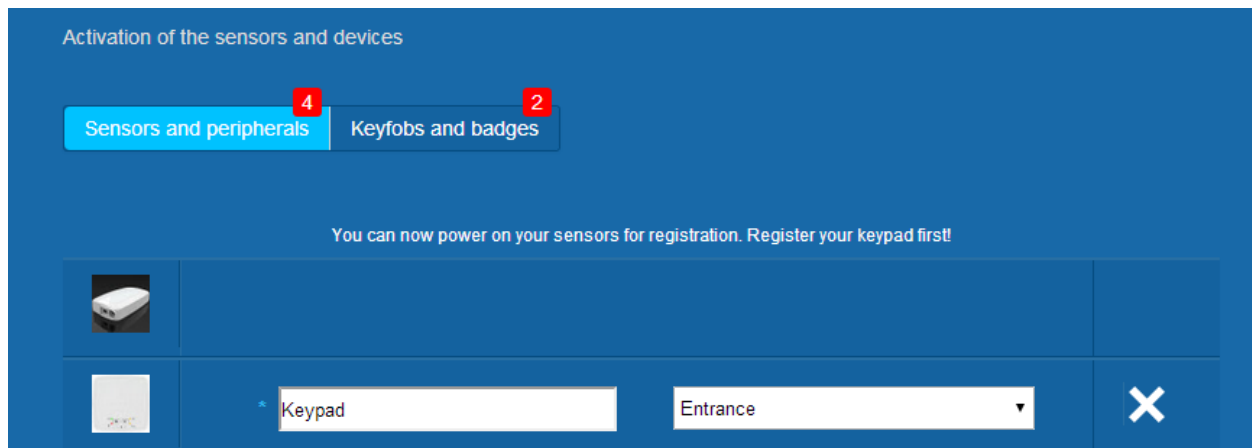 Activation of the sensors and devices
4
2
Sensors and peripherals
Keyfobs and badges
You can now power on your sensors for registration. Register your keypad first!
* Keypad
Entrance